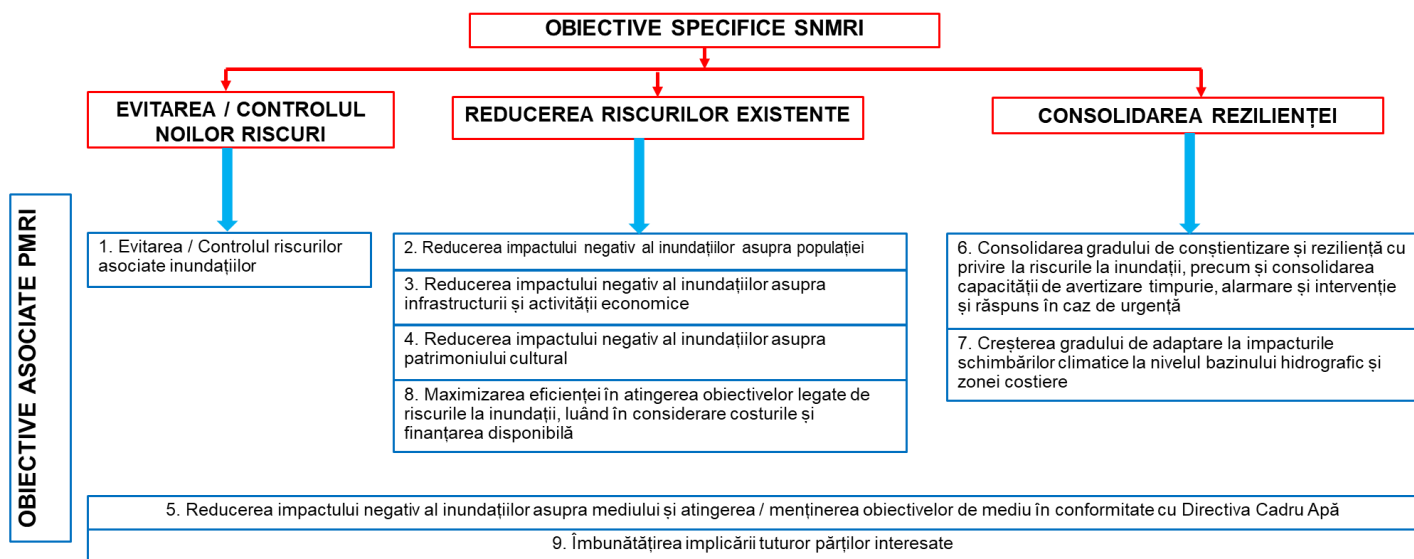 OBIECTIVE SPECIFICE SNMRI
EVITAREA / CONTROLUL
NOILOR RISCURI
REDUCEREA RISCURILOR EXISTENTE
CONSOLIDAREA REZILIENȚEI
OBIECTIVE ASOCIATE PMRI
1. Evitarea / Controlul riscurilor
asociate inundațiilor
2. Reducerea impactului negativ al inundațiilor asupra populației
3. Reducerea impactului negativ al inundațiilor asupra
infrastructurii și activității economice
4. Reducerea impactului negativ al inundațiilor asupra
patrimoniului cultural
8. Maximizarea eficienței în atingerea obiectivelor legate de
riscurile la inundații, luând în considerare costurile și
finanțarea disponibilă
6. Consolidarea gradului de conștientizare și reziliență cu
privire la riscurile la inundații, precum și consolidarea
capacității de avertizare timpurie, alarmare și intervenție
și răspuns în caz de urgență
7. Creșterea gradului de adaptare la impacturile
schimbărilor climatice la nivelul bazinului hidrografic și
zonei costiere
5. Reducerea impactului negativ al inundațiilor asupra mediului și atingerea / menținerea obiectivelor de mediu în conformitate cu Directiva Cadru Apă
9. Îmbunătățirea implicării tuturor părților interesate